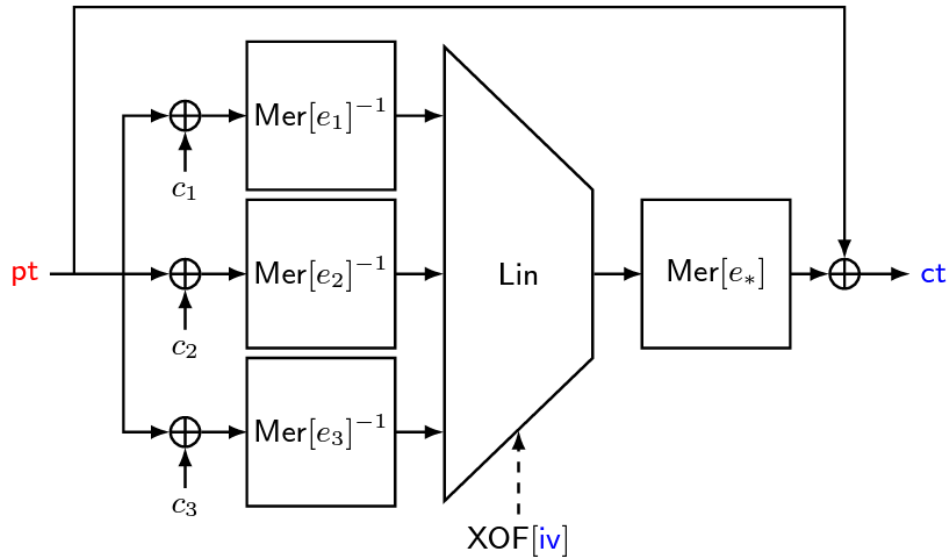 Mer[e₁]⁻¹
c₁
pt
Mer[e₂]⁻¹
Lin
Mer[e∗]
ct
c₂
Mer[e₃]⁻¹
c₃
XOF[iv]